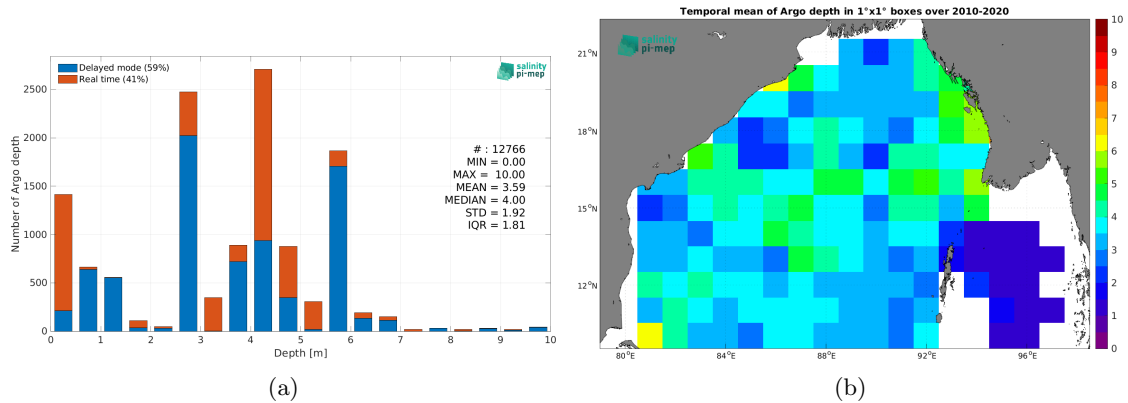 Delayed mode (59%)
Real time (41%)
salinity
pi-mep
# : 12766
MIN = 0.00
MAX = 10.00
MEAN = 3.59
MEDIAN = 4.00
STD = 1.92
IQR = 1.81
Number of Argo depth
2500
2000
1500
1000
500
0
0 1 2 3 4 5 6 7 8 9 10
Depth [m]
(a)
Temporal mean of Argo depth in 1°x1° boxes over 2010-2020
salinity
pi-mep
21°N
18°N
15°N
12°N
80°E 84°E 88°E 92°E 96°E
10
9
8
7
6
5
4
3
2
1
0
(b)